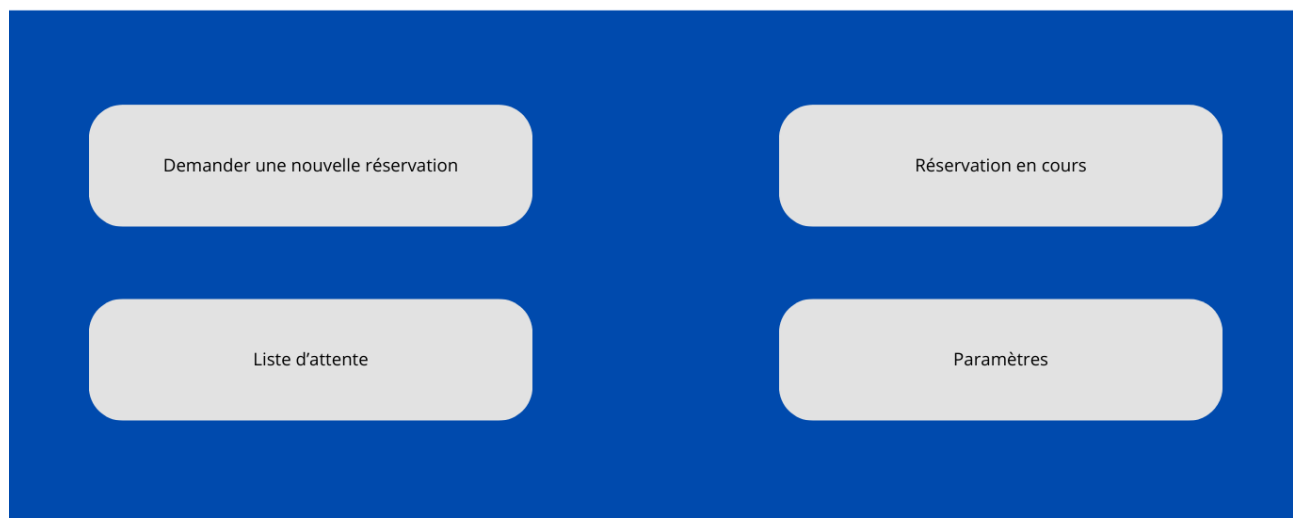 Demander une nouvelle réservation
Réservation en cours
Liste d’attente
Paramètres